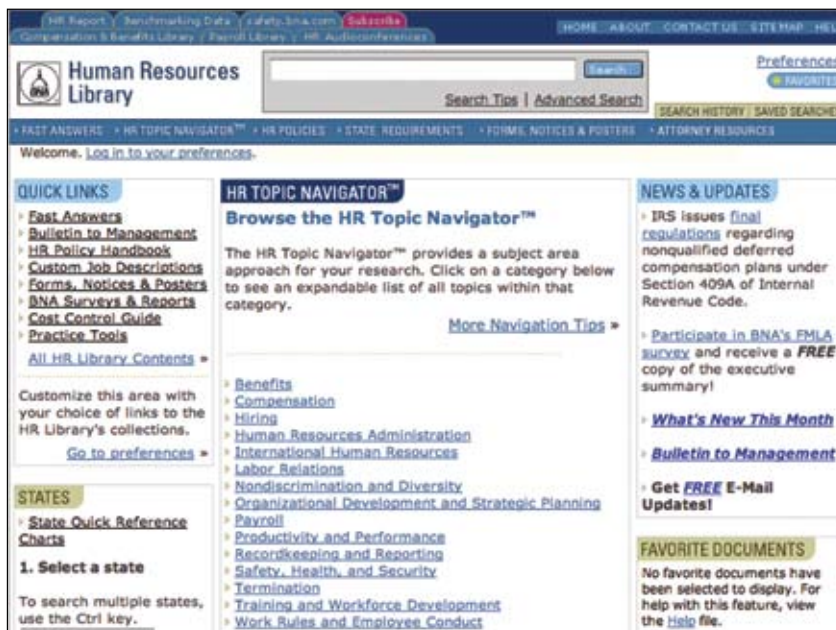 HR Report / Benchmarking Data / safety.bna.com Subscribe
Compensation & Benefits Library / Payroll Library / HR Audioconferences
HOME ABOUT CONTACT US SITE MAP HEL
Human Resources
Library
Search
Search Tips | Advanced Search
Preferences
FAVORITES
SEARCH HISTORY | SAVED SEARCHE
FAST ANSWERS HR TOPIC NAVIGATOR™ HR POLICIES STATE REQUIREMENTS FORMS, NOTICES & POSTERS ATTORNEY RESOURCES
Welcome. Log in to your preferences.
QUICK LINKS
Fast Answers
Bulletin to Management
HR Policy Handbook
Custom Job Descriptions
Forms, Notices & Posters
BNA Surveys & Reports
Cost Control Guide
Practice Tools
All HR Library Contents »
Customize this area with
your choice of links to the
HR Library's collections.
Go to preferences »
STATES
State Quick Reference
Charts
1. Select a state
To search multiple states,
use the Ctrl key.
HR TOPIC NAVIGATOR™
Browse the HR Topic Navigator™
The HR Topic Navigator™ provides a subject area
approach for your research. Click on a category below
to see an expandable list of all topics within that
category.
More Navigation Tips »
Benefits
Compensation
Hiring
Human Resources Administration
International Human Resources
Labor Relations
Nondiscrimination and Diversity
Organizational Development and Strategic Planning
Payroll
Productivity and Performance
Recordkeeping and Reporting
Safety, Health, and Security
Termination
Training and Workforce Development
Work Rules and Employee Conduct
NEWS & UPDATES
IRS issues final
regulations regarding
nonqualified deferred
compensation plans under
Section 409A of Internal
Revenue Code.
Participate in BNA's FMLA
survey and receive a FREE
copy of the executive
summary!
What's New This Month
Bulletin to Management
Get FREE E-Mail
Updates!
FAVORITE DOCUMENTS
No favorite documents have
been selected to display. For
help with this feature, view
the Help file.